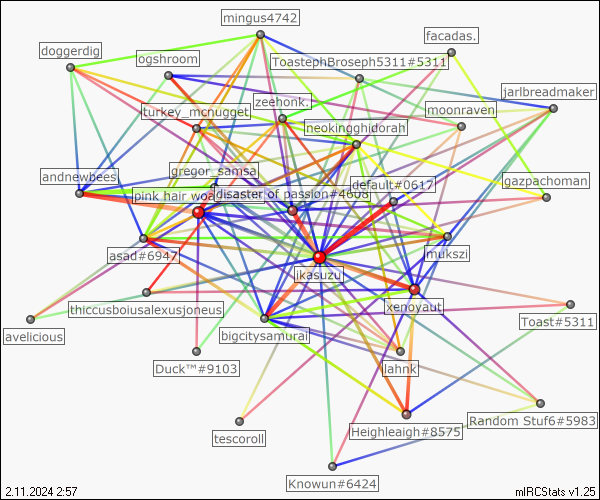 mingus4742
facadas.
doggerdig
ogshroom
ToastephBroseph5311#5311
jarlbreadmaker
zeehonk.
turkey_mcnugget
moonraven
neokingghidorah
gregor_samsa
andnewbees
default#0617
gazpachoman
pink hair woa
disaster of passion#4608
asad#6947
mukszi
ikasuzu
thiccusboiusalexusjoneus
xenoyaut
avelicious
bigcitysamurai
Toast#5311
Duck™#9103
lahnk
Random Stuf6#5983
tescoroll
Heighleaigh#8575
Knowun#6424
2.11.2024 2:57
mIRCStats v1.25